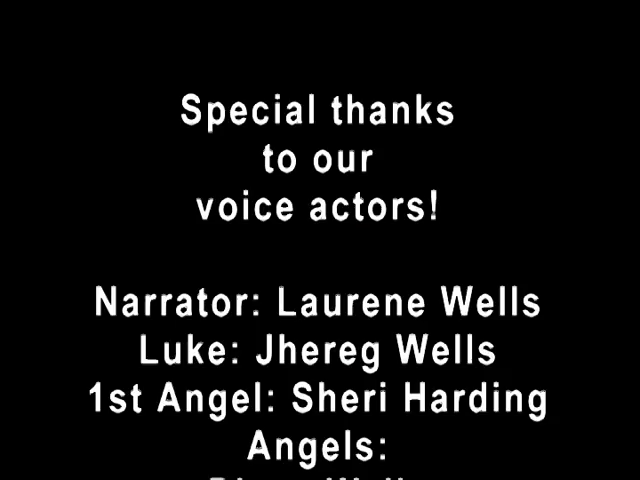 Special thanks
to our
voice actors!
Narrator: Laurene Wells
Luke: Jhereg Wells
1st Angel: Sheri Harding
Angels: